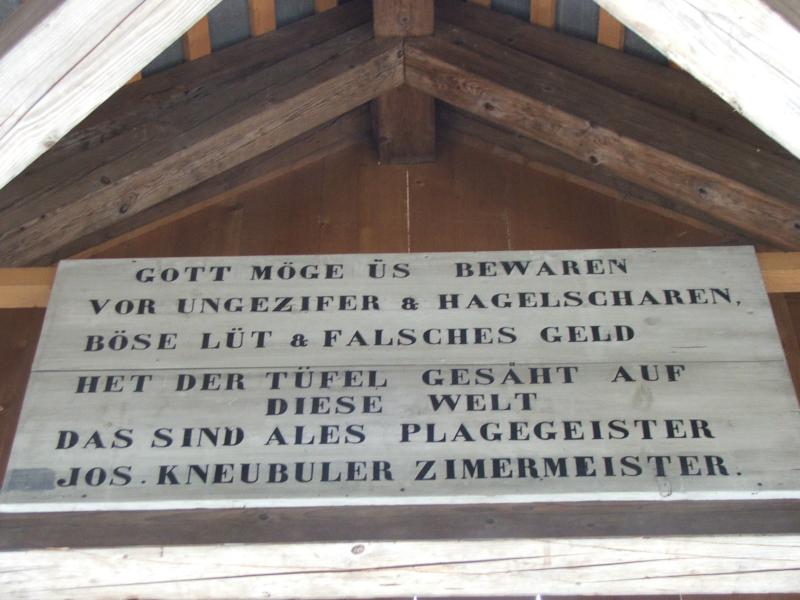 GOTT MÖGE ÜS BEWAREN
VOR UNGEZIFER & HAGELSCHAREN,
BÖSE LÜT & FALSCHES GELD
HET DER TÜFEL GESÄHT AUF
DIESE WELT
DAS SIND ALES PLAGEGEISTER
JOS. KNEUBULER ZIMERMEISTER.